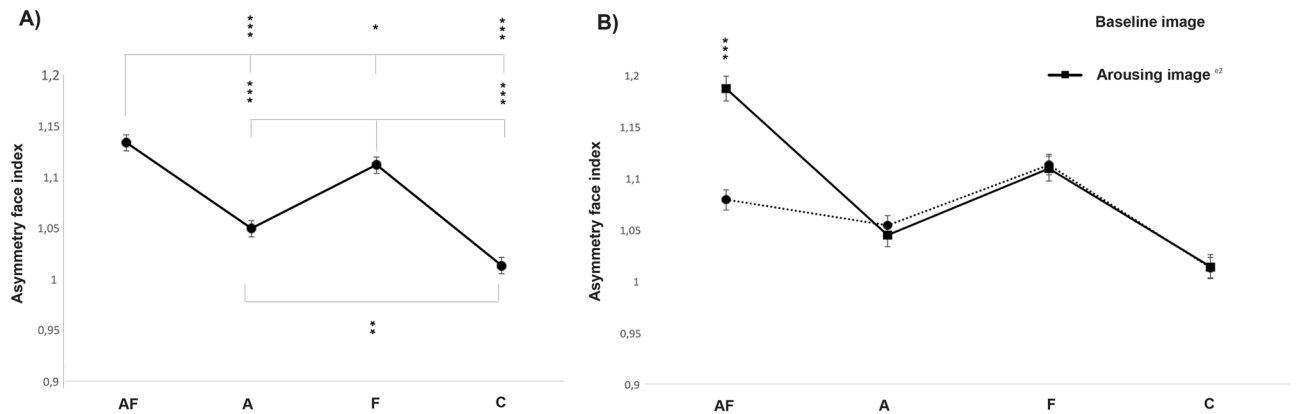 A)
*** * ***
*** ***
1,2
1,15
1,1
1,05
1
0,95
0,9
Asymmetry face index
**
AF A F C
B)
Baseline image
Arousing image e2
***
1,2
1,15
1,1
1,05
1
0,95
0,9
Asymmetry face index
AF A F C